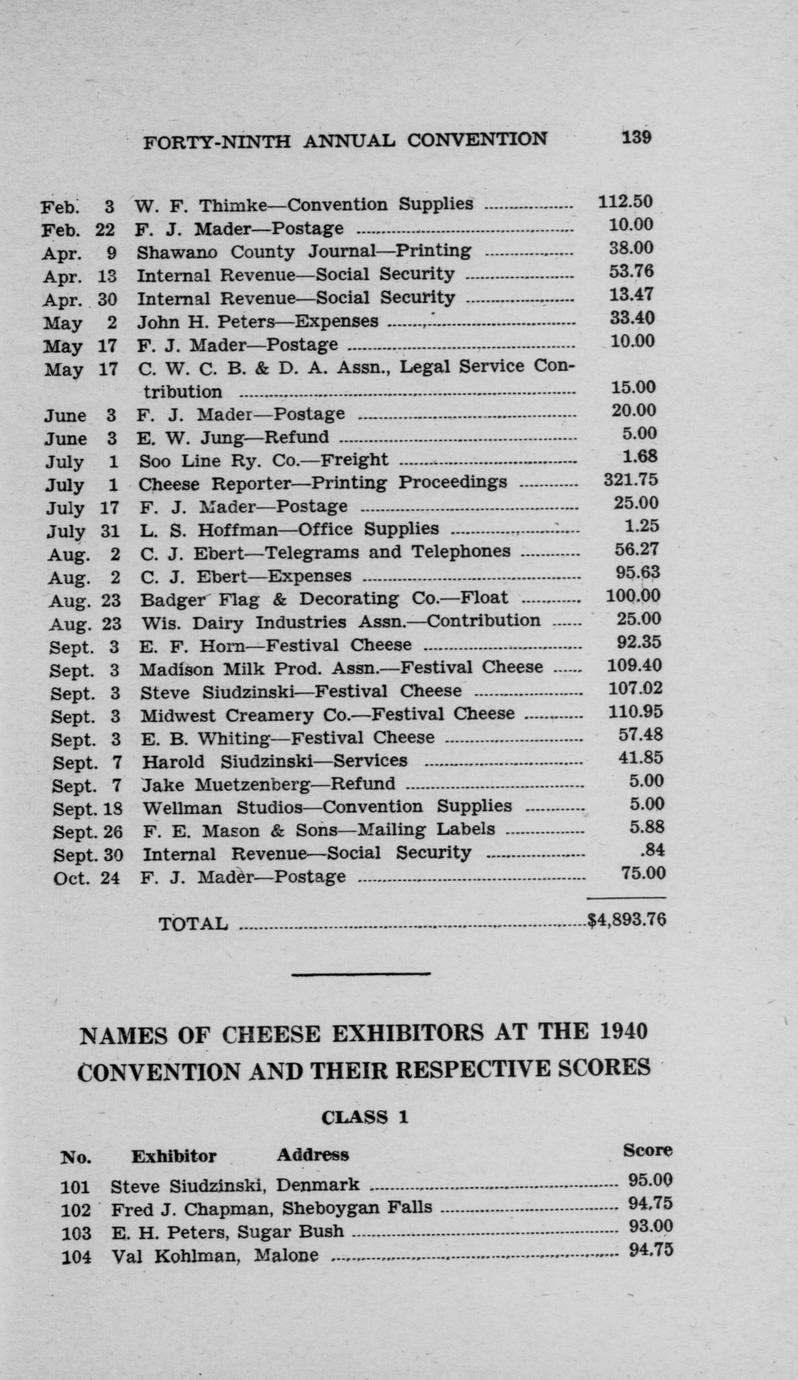 FORTY-NINTH ANNUAL CONVENTION 139
Feb. 3 W. F. Thimke—Convention Supplies 112.50
Feb. 22 F. J. Mader—Postage 10.00
Apr. 9 Shawano County Journal—Printing 38.00
Apr. 13 Internal Revenue—Social Security 53.76
Apr. 30 Internal Revenue—Social Security 13.47
May 2 John H. Peters—Expenses 33.40
May 17 F. J. Mader—Postage 10.00
May 17 C. W. C. B. & D. A. Assn., Legal Service Con-
tribution 15.00
June 3 F. J. Mader—Postage 20.00
June 3 E. W. Jung—Refund 5.00
July 1 Soo Line Ry. Co.—Freight 1.68
July 1 Cheese Reporter—Printing Proceedings 321.75
July 17 F. J. Mader—Postage 25.00
July 31 L. S. Hoffman—Office Supplies 1.25
Aug. 2 C. J. Ebert—Telegrams and Telephones 56.27
Aug. 2 C. J. Ebert—Expenses 95.63
Aug. 23 Badger Flag & Decorating Co.—Float 100.00
Aug. 23 Wis. Dairy Industries Assn.—Contribution 25.00
Sept. 3 E. F. Horn—Festival Cheese 92.35
Sept. 3 Madison Milk Prod. Assn.—Festival Cheese 109.40
Sept. 3 Steve Siudzinski—Festival Cheese 107.02
Sept. 3 Midwest Creamery Co.—Festival Cheese 110.95
Sept. 3 E. B. Whiting—Festival Cheese 57.48
Sept. 7 Harold Siudzinski—Services 41.85
Sept. 7 Jake Muetzenberg—Refund 5.00
Sept. 18 Wellman Studios—Convention Supplies 5.00
Sept. 26 F. E. Mason & Sons—Mailing Labels 5.88
Sept. 30 Internal Revenue—Social Security .84
Oct. 24 F. J. Mader—Postage 75.00
TOTAL $4,893.76
NAMES OF CHEESE EXHIBITORS AT THE 1940
CONVENTION AND THEIR RESPECTIVE SCORES
CLASS 1
No. Exhibitor Address Score
101 Steve Siudzinski, Denmark 95.00
102 Fred J. Chapman, Sheboygan Falls 94.75
103 E. H. Peters, Sugar Bush 93.00
104 Val Kohlman, Malone 94.75